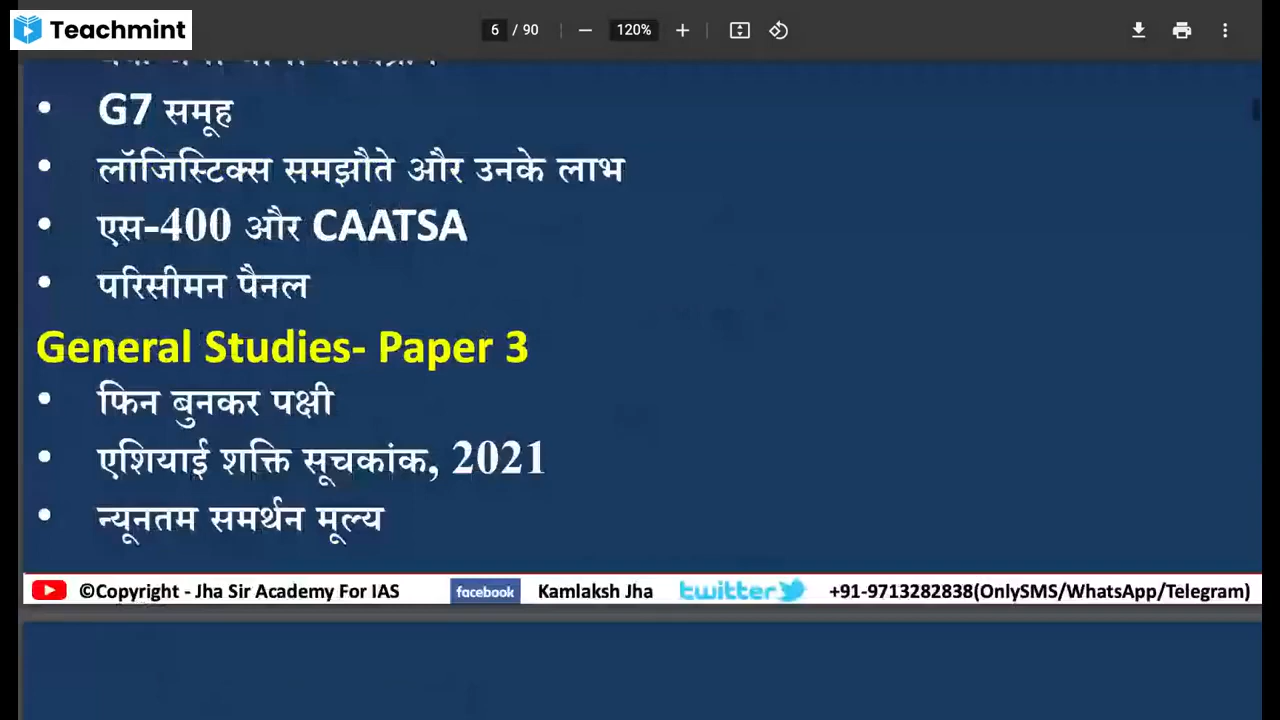 Teachmint
6 / 90
120%
• G7 समूह
• लॉजिस्टिक्स समझौते और उनके लाभ
• एस-400 और CAATSA
• परिसीमन पैनल
General Studies- Paper 3
• फिन बुनकर पक्षी
• एशियाई शक्ति सूचकांक, 2021
• न्यूनतम समर्थन मूल्य
©Copyright - Jha Sir Academy For IAS facebook Kamlaksh Jha twitter +91-9713282838(OnlySMS/WhatsApp/Telegram)